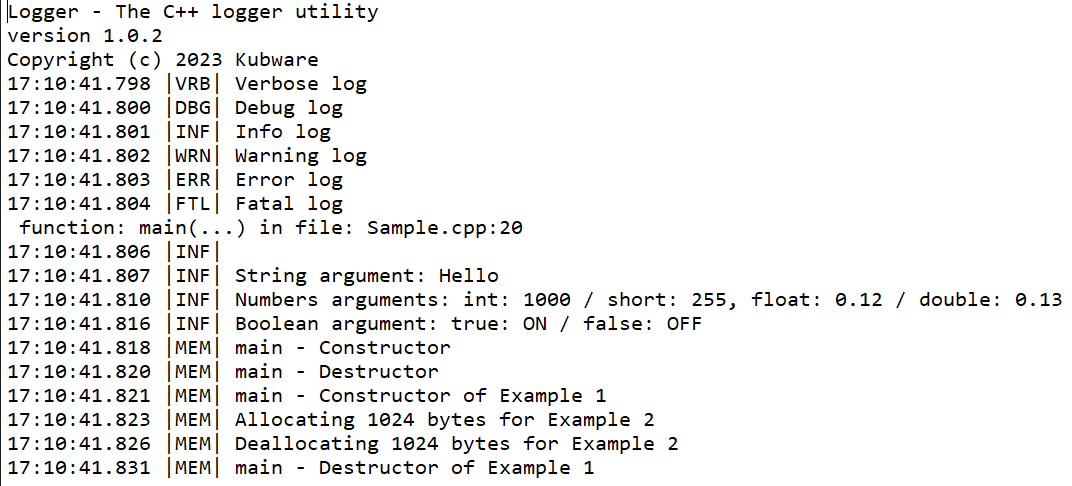 Logger - The C++ logger utility
version 1.0.2
Copyright (c) 2023 Kubware
17:10:41.798 |VRB| Verbose log
17:10:41.800 |DBG| Debug log
17:10:41.801 |INF| Info log
17:10:41.802 |WRN| Warning log
17:10:41.803 |ERR| Error log
17:10:41.804 |FTL| Fatal log
 function: main(...) in file: Sample.cpp:20
17:10:41.806 |INF|
17:10:41.807 |INF| String argument: Hello
17:10:41.810 |INF| Numbers arguments: int: 1000 / short: 255, float: 0.12 / double: 0.13
17:10:41.816 |INF| Boolean argument: true: ON / false: OFF
17:10:41.818 |MEM| main - Constructor
17:10:41.820 |MEM| main - Destructor
17:10:41.821 |MEM| main - Constructor of Example 1
17:10:41.823 |MEM| Allocating 1024 bytes for Example 2
17:10:41.826 |MEM| Deallocating 1024 bytes for Example 2
17:10:41.831 |MEM| main - Destructor of Example 1